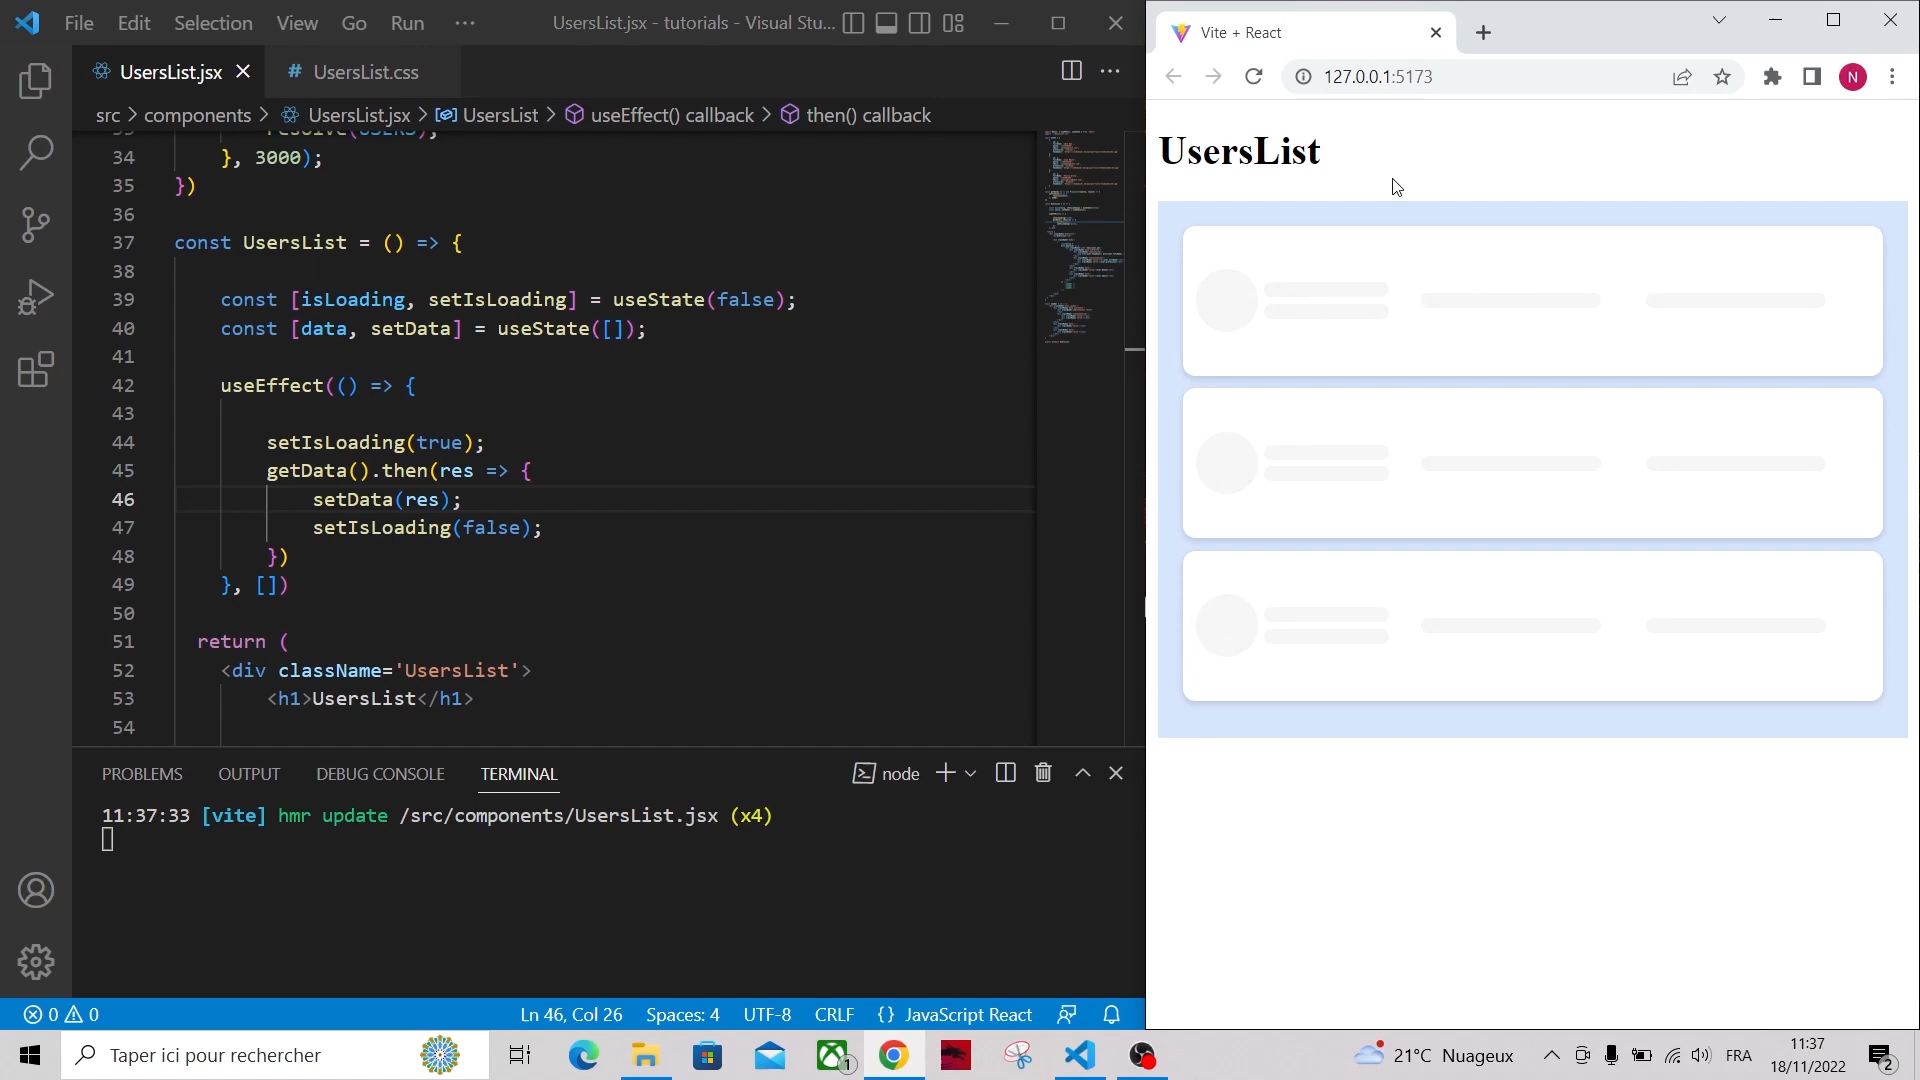 File Edit Selection View Go Run ··· UsersList.jsx - tutorials - Visual Stu...
UsersList.jsx # UsersList.css
src > components > UsersList.jsx > UsersList > useEffect() callback > then() callback
33 resolve(USERS);
34 }, 3000);
35 })
36
37 const UsersList = () => {
38
39 const [isLoading, setIsLoading] = useState(false);
40 const [data, setData] = useState([]);
41
42 useEffect(() => {
43
44 setIsLoading(true);
45 getData().then(res => {
46 setData(res);
47 setIsLoading(false);
48 })
49 }, [])
50
51 return (
52 <div className='UsersList'>
53 <h1>UsersList</h1>
54
PROBLEMS OUTPUT DEBUG CONSOLE TERMINAL node
11:37:33 [vite] hmr update /src/components/UsersList.jsx (x4)
0 0 Ln 46, Col 26 Spaces: 4 UTF-8 CRLF {} JavaScript React
Vite + React
127.0.0.1:5173 N
UsersList
Taper ici pour rechercher 1 21°C Nuageux FRA 11:37
18/11/2022 2